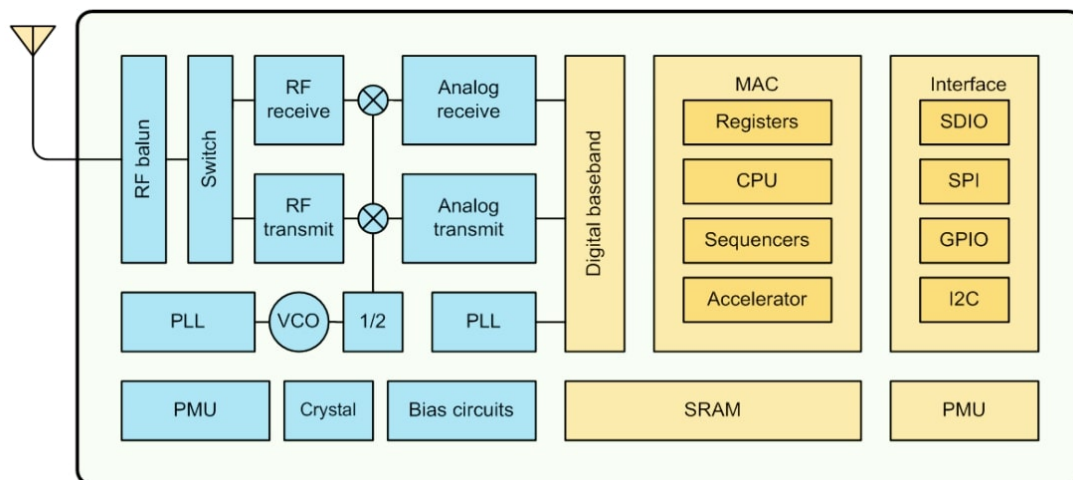 RF balun
Switch
RF
receive
Analog
receive
RF
transmit
Analog
transmit
PLL
VCO
1/2
PLL
Digital baseband
MAC
Registers
CPU
Sequencers
Accelerator
Interface
SDIO
SPI
GPIO
I2C
PMU
Crystal
Bias circuits
SRAM
PMU